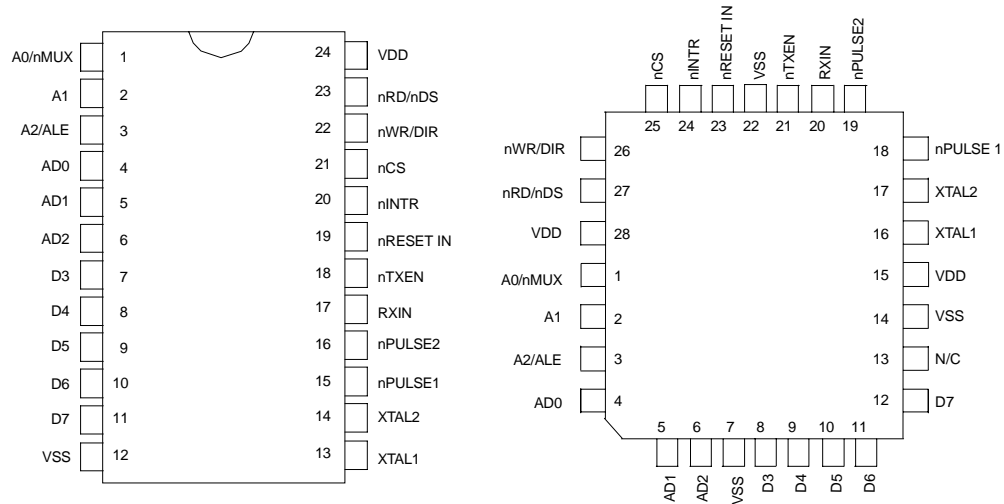 A0/nMUX 1 24 VDD
A1 2 23 nRD/nDS
A2/ALE 3 22 nWR/DIR
AD0 4 21 nCS
AD1 5 20 nINTR
AD2 6 19 nRESET IN
D3 7 18 nTXEN
D4 8 17 RXIN
D5 9 16 nPULSE2
D6 10 15 nPULSE1
D7 11 14 XTAL2
VSS 12 13 XTAL1
nCS nINTR nRESET IN VSS nTXEN RXIN nPULSE2
25 24 23 22 21 20 19
nWR/DIR 26 18 nPULSE 1
nRD/nDS 27 17 XTAL2
VDD 28 16 XTAL1
A0/nMUX 1 15 VDD
A1 2 14 VSS
A2/ALE 3 13 N/C
AD0 4 12 D7
5 6 7 8 9 10 11
AD1 AD2 VSS D3 D4 D5 D6